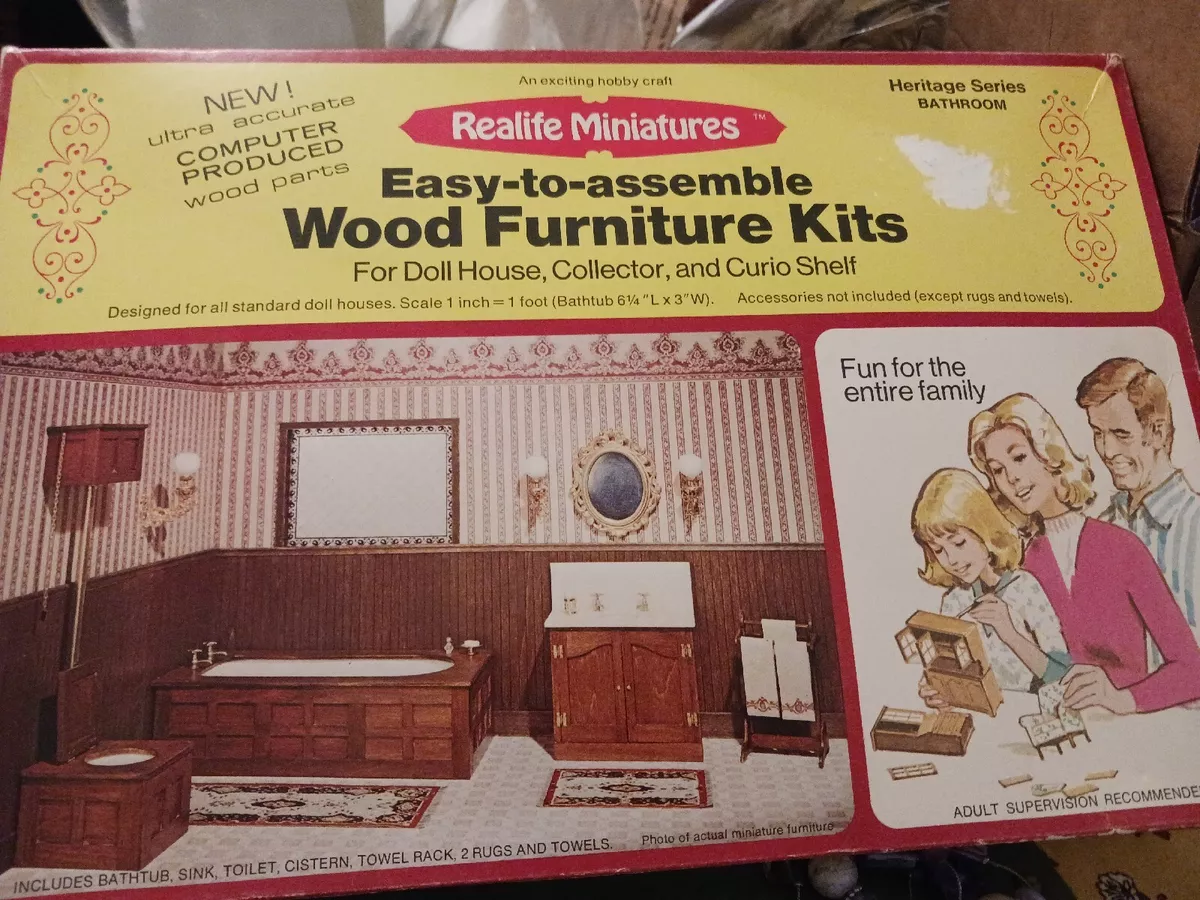 An exciting hobby craft
Heritage Series
BATHROOM
NEW!
ultra accurate
COMPUTER
PRODUCED
wood parts
Realife Miniatures™
Easy-to-assemble
Wood Furniture Kits
For Doll House, Collector, and Curio Shelf
Designed for all standard doll houses. Scale 1 inch = 1 foot (Bathtub 6¼"L x 3"W). Accessories not included (except rugs and towels).
Fun for the
entire family
ADULT SUPERVISION RECOMMENDE
Photo of actual miniature furniture
INCLUDES BATHTUB, SINK, TOILET, CISTERN, TOWEL RACK, 2 RUGS AND TOWELS.